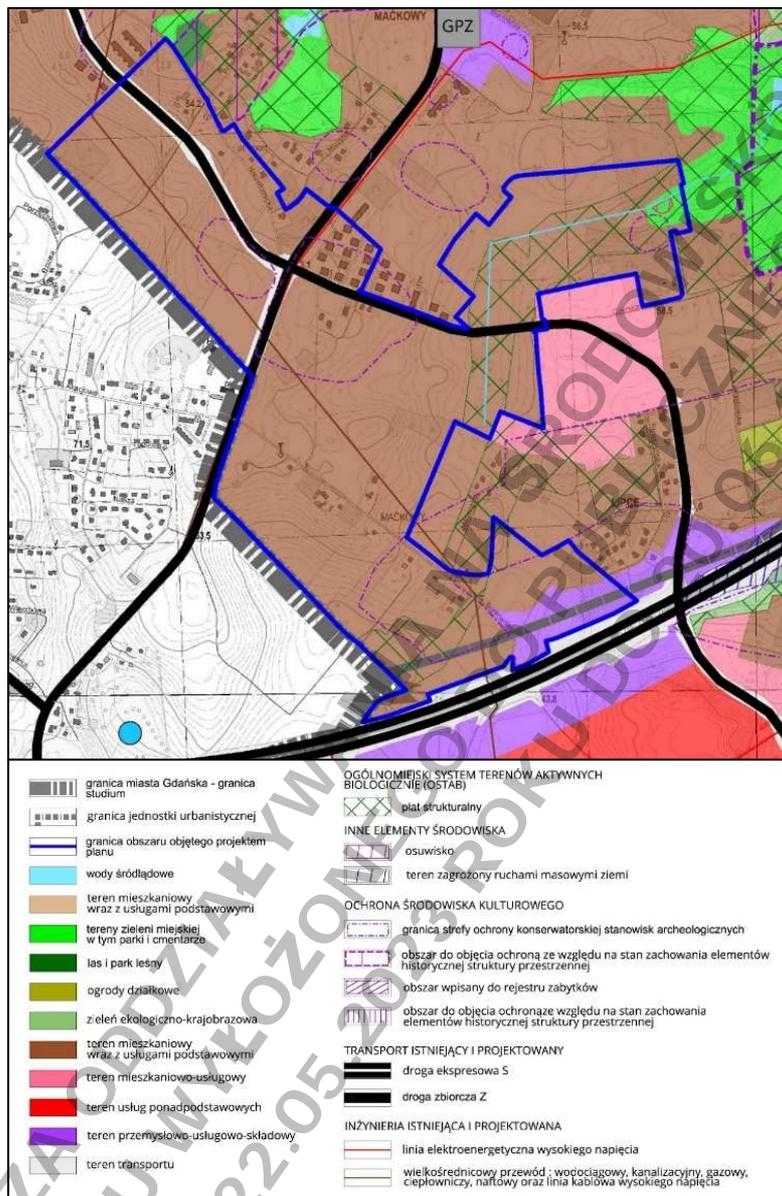 MAĆKOWY
GPZ
56,5
54,2
58,5
71,5
63,5
MAĆKOWY
LIPCE
43,8
granica miasta Gdańska - granica
studium
granica jednostki urbanistycznej
granica obszaru objętego projektem
planu
wody śródlądowe
teren mieszkaniowy
wraz z usługami podstawowymi
tereny zieleni miejskiej
w tym parki i cmentarze
las i park leśny
ogrody działkowe
zieleń ekologiczno-krajobrazowa
teren mieszkaniowy
wraz z usługami podstawowymi
teren mieszkaniowo-usługowy
teren usług ponadpodstawowych
teren przemysłowo-usługowo-składowy
teren transportu
OGÓLNOMIEJSKI SYSTEM TERENÓW AKTYWNYCH
BIOLOGICZNIE (OSTAB)
płat strukturalny
INNE ELEMENTY ŚRODOWISKA
osuwisko
teren zagrożony ruchami masowymi ziemi
OCHRONA ŚRODOWISKA KULTUROWEGO
granica strefy ochrony konserwatorskiej stanowisk archeologicznych
obszar do objęcia ochroną ze względu na stan zachowania elementów
historycznej struktury przestrzennej
obszar wpisany do rejestru zabytków
obszar do objęcia ochronąze względu na stan zachowania
elementów historycznej struktury przestrzennej
TRANSPORT ISTNIEJĄCY I PROJEKTOWANY
droga ekspresowa S
droga zbiorcza Z
INŻYNIERIA ISTNIEJĄCA I PROJEKTOWANA
linia elektroenergetyczna wysokiego napięcia
wielkośrednicowy przewód : wodociągowy, kanalizacyjny, gazowy,
ciepłowniczy, naftowy oraz linia kablowa wysokiego napięcia